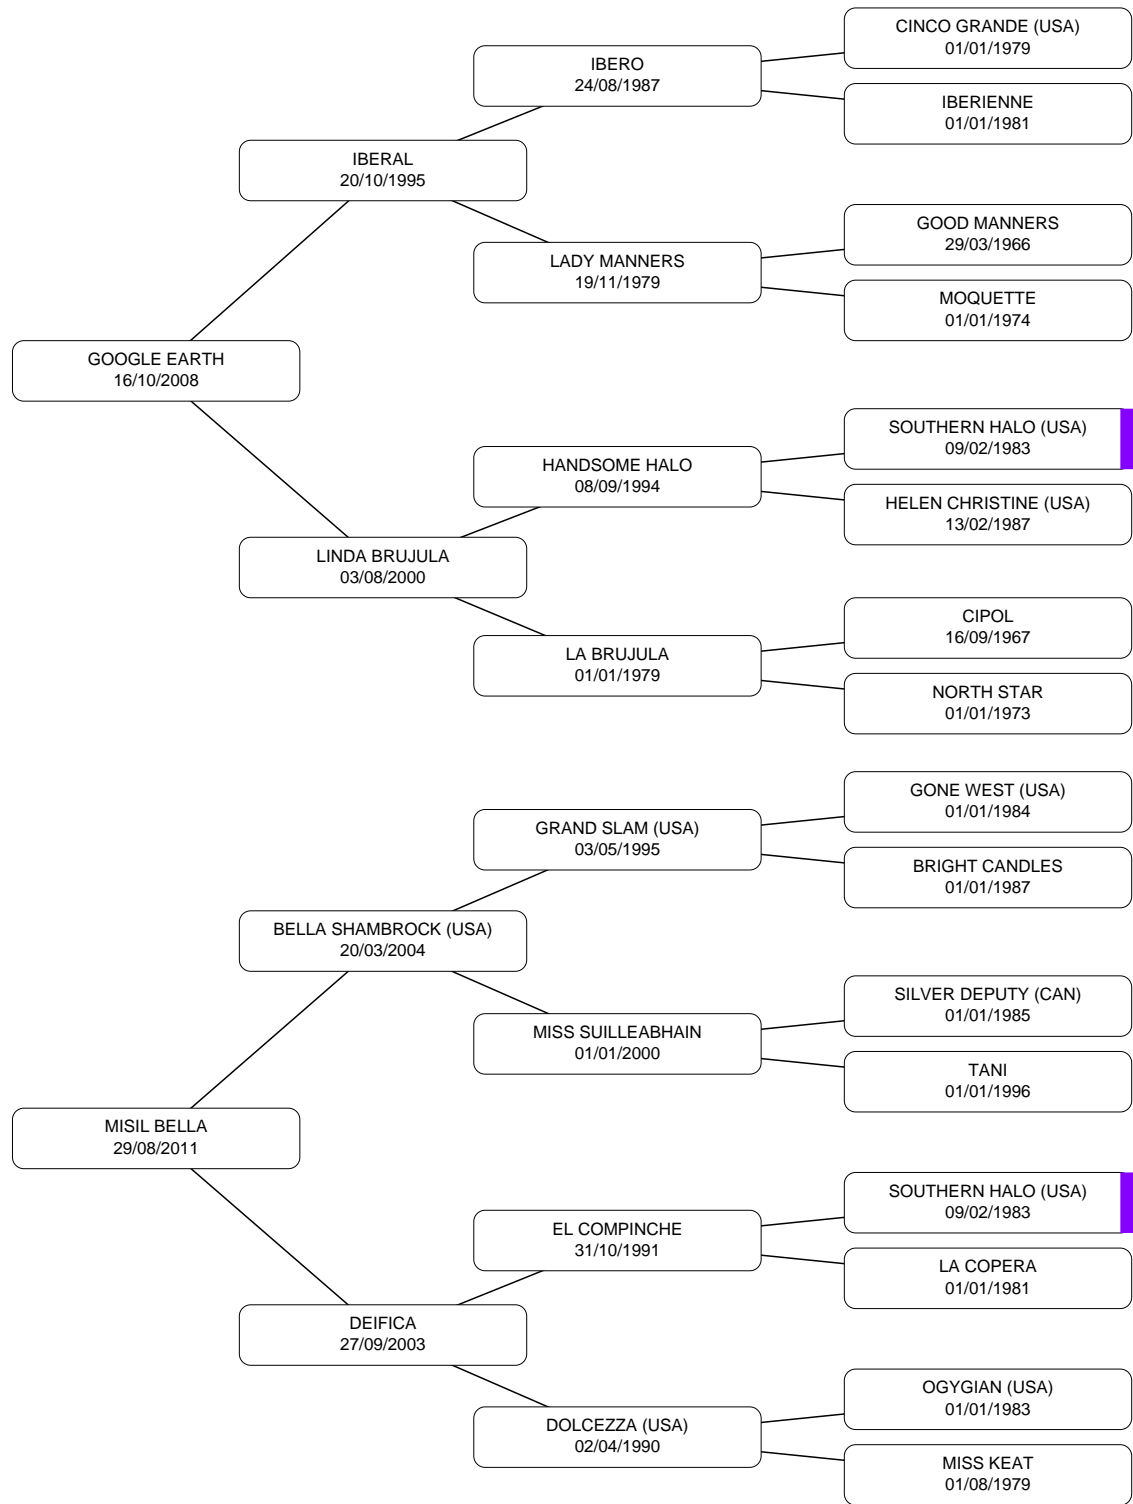 CINCO GRANDE (USA)
01/01/1979
IBERO
24/08/1987
IBERIENNE
01/01/1981
IBERAL
20/10/1995
GOOD MANNERS
29/03/1966
LADY MANNERS
19/11/1979
MOQUETTE
01/01/1974
GOOGLE EARTH
16/10/2008
SOUTHERN HALO (USA)
09/02/1983
HANDSOME HALO
08/09/1994
HELEN CHRISTINE (USA)
13/02/1987
LINDA BRUJULA
03/08/2000
CIPOL
16/09/1967
LA BRUJULA
01/01/1979
NORTH STAR
01/01/1973
GONE WEST (USA)
01/01/1984
GRAND SLAM (USA)
03/05/1995
BRIGHT CANDLES
01/01/1987
BELLA SHAMBROCK (USA)
20/03/2004
SILVER DEPUTY (CAN)
01/01/1985
MISS SUILLEABHAIN
01/01/2000
TANI
01/01/1996
MISIL BELLA
29/08/2011
SOUTHERN HALO (USA)
09/02/1983
EL COMPINCHE
31/10/1991
LA COPERA
01/01/1981
DEIFICA
27/09/2003
OGYGIAN (USA)
01/01/1983
DOLCEZZA (USA)
02/04/1990
MISS KEAT
01/08/1979